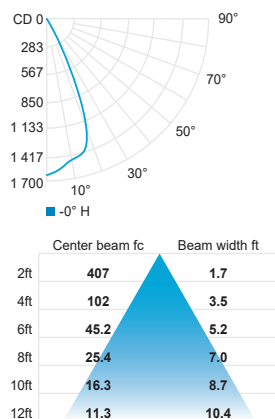 CD 0
90°
283
567
70°
850
1 133
50°
1 417
30°
1 700
10°
-0° H
Center beam fc Beam width ft
2ft 407 1.7
4ft 102 3.5
6ft 45.2 5.2
8ft 25.4 7.0
10ft 16.3 8.7
12ft 11.3 10.4